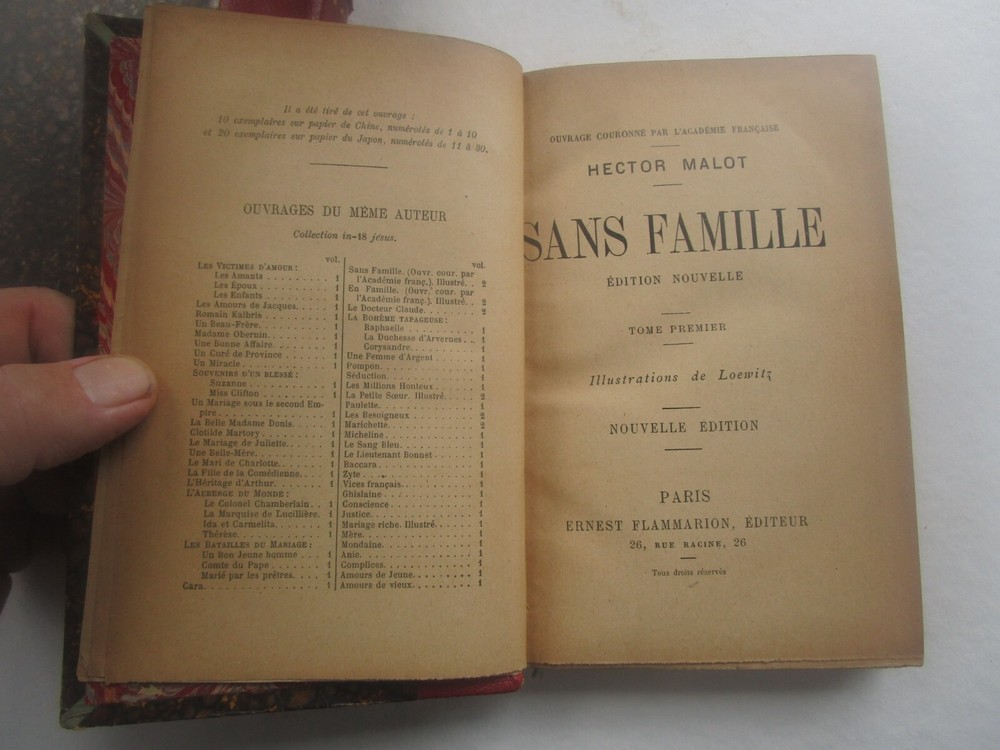 Il a été tiré de cet ouvrage :
10 exemplaires sur papier de Chine, numérotés de 1 à 10
et 20 exemplaires sur papier du Japon, numérotés de 11 à 30.
OUVRAGES DU MÊME AUTEUR
Collection in-18 jésus.
vol.
LES VICTIMES D'AMOUR :
Les Amants . . . . . . . . 1
Les Époux . . . . . . . . 1
Les Enfants . . . . . . . . 1
Les Amours de Jacques. . . . 1
Romain Kalbris . . . . . . . 1
Un Beau-Frère. . . . . . . . 1
Madame Obernin. . . . . . . 1
Une Bonne Affaire. . . . . . 1
Un Curé de Province . . . . 1
Un Miracle . . . . . . . . . 1
SOUVENIRS D'UN BLESSÉ :
Suzanne . . . . . . . . . 1
Miss Clifton . . . . . . . 1
Un Mariage sous le second Em-
pire . . . . . . . . . . . 1
La Belle Madame Donis. . . . 1
Clotilde Martory . . . . . . 1
Le Mariage de Juliette. . . . 1
Une Belle-Mère. . . . . . . 1
Le Mari de Charlotte. . . . . 1
La Fille de la Comédienne. . . 1
L'Héritage d'Arthur. . . . . 1
L'AUBERGE DU MONDE :
Le Colonel Chamberlain . . 1
La Marquise de Lucillière. 1
Ida et Carmelita. . . . . . 1
Thérèse. . . . . . . . . . 1
LES BATAILLES DU MARIAGE :
Un Bon Jeune homme . . . 1
Comte du Pape . . . . . . 1
Marié par les prêtres. . . . 1
Cara. . . . . . . . . . . . 1
vol.
Sans Famille. (Ouvr. cour. par
l'Académie franç.). Illustré. . 2
En Famille. (Ouvr. cour. par
l'Académie franç.). Illustré. . 2
Le Docteur Claude. . . . . . 2
LA BOHÊME TAPAGEUSE :
Raphaelle . . . . . . . . 1
La Duchesse d'Arvernes . . 1
Corysandre. . . . . . . . 1
Une Femme d'Argent . . . . 1
Pompon. . . . . . . . . . . 1
Séduction. . . . . . . . . . 1
Les Millions Honteux . . . . 1
La Petite Sœur. Illustré. . . . 2
Paulette. . . . . . . . . . . 1
Les Besoigneux . . . . . . . 2
Marichette. . . . . . . . . . 2
Micheline . . . . . . . . . . 1
Le Sang Bleu. . . . . . . . . 1
Le Lieutenant Bonnet . . . . 1
Baccara . . . . . . . . . . . 1
Zyte . . . . . . . . . . . . 1
Vices français. . . . . . . . 1
Ghislaine . . . . . . . . . . 1
Conscience . . . . . . . . . 1
Justice. . . . . . . . . . . . 1
Mariage riche. Illustré. . . . 1
Mère. . . . . . . . . . . . . 1
Mondaine. . . . . . . . . . . 1
Anie. . . . . . . . . . . . . 1
Complices. . . . . . . . . . 1
Amours de Jeune. . . . . . . 1
Amours de vieux. . . . . . . 1
OUVRAGE COURONNÉ PAR L'ACADÉMIE FRANÇAISE
HECTOR MALOT
SANS FAMILLE
ÉDITION NOUVELLE
TOME PREMIER
Illustrations de Loewitz
NOUVELLE ÉDITION
PARIS
ERNEST FLAMMARION, ÉDITEUR
26, RUE RACINE, 26
Tous droits réservés